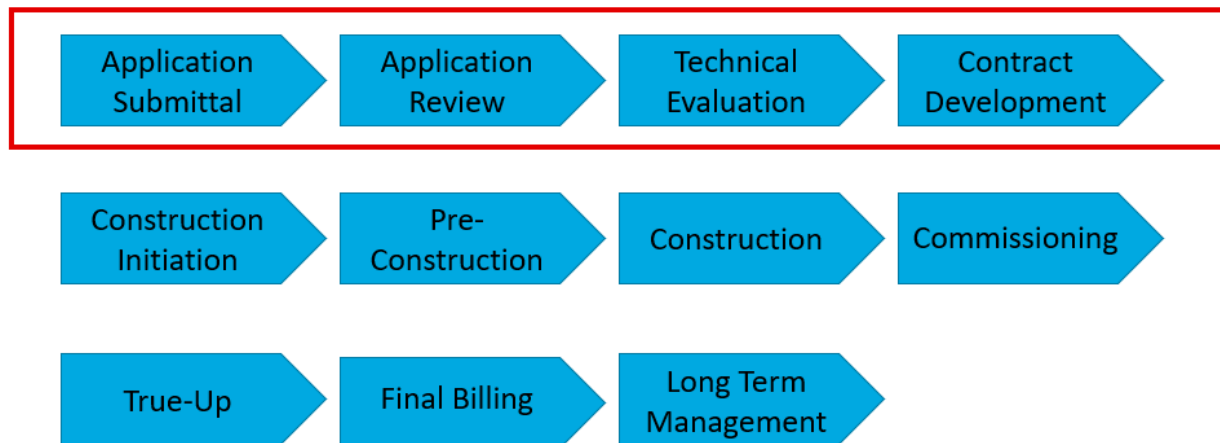 Application
Submittal
Application
Review
Technical
Evaluation
Contract
Development
Construction
Initiation
Pre-
Construction
Construction
Commissioning
True-Up
Final Billing
Long Term
Management